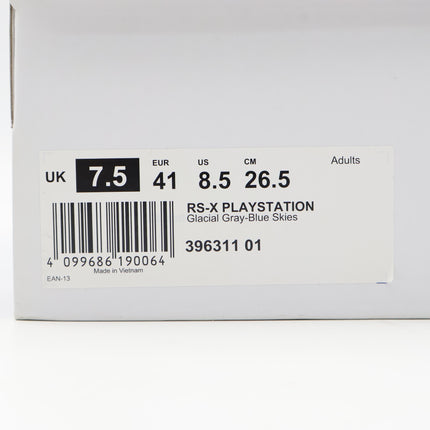 Adults
EUR US CM
UK 7.5 41 8.5 26.5
RS-X PLAYSTATION
Glacial Gray-Blue Skies
396311 01
4 099686 190064
Made in Vietnam
EAN-13